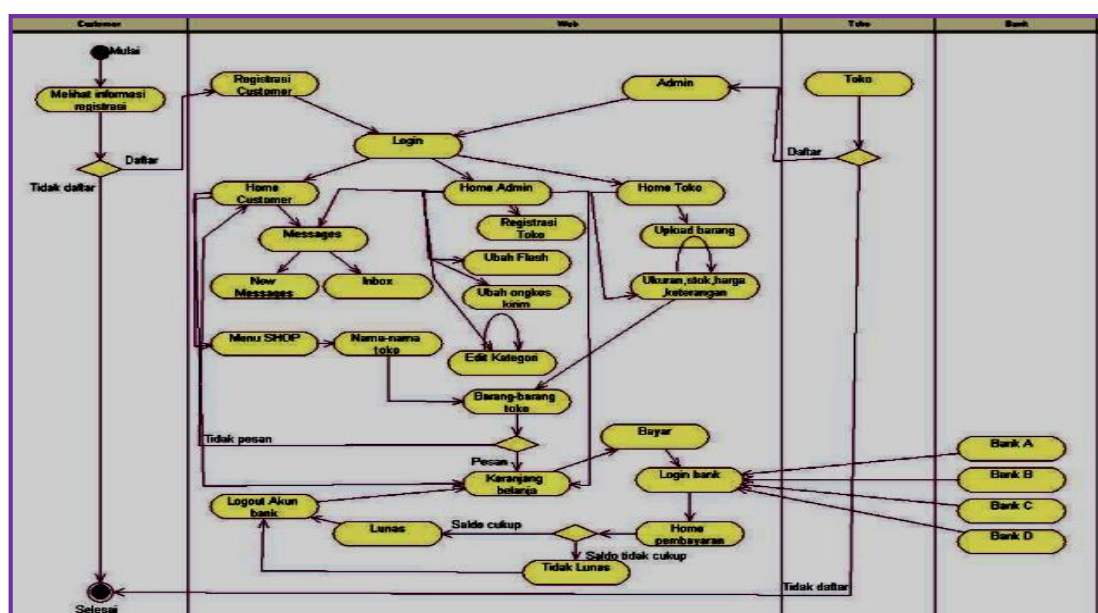 Customer
Web
Toko
Bank
Mulai
Melihat informasi
registrasi
Registrasi
Customer
Admin
Toko
Login
Daftar
Daftar
Tidak daftar
Home
Customer
Home Admin
Home Toko
Messages
Registrasi
Toko
Upload barang
Ubah Flash
New
Messages
Inbox
Ubah ongkos
kirim
Ukuran,stok,harga
,keterangan
Menu SHOP
Nama-nama
toko
Edit Kategori
Barang-barang
toko
Tidak pesan
Bayar
Pesan
Keranjang
belanja
Login bank
Bank A
Bank B
Bank C
Bank D
Logout Akun
bank
Lunas
Saldo cukup
Home
pembayaran
Saldo tidak cukup
Tidak Lunas
Tidak daftar
Selesai